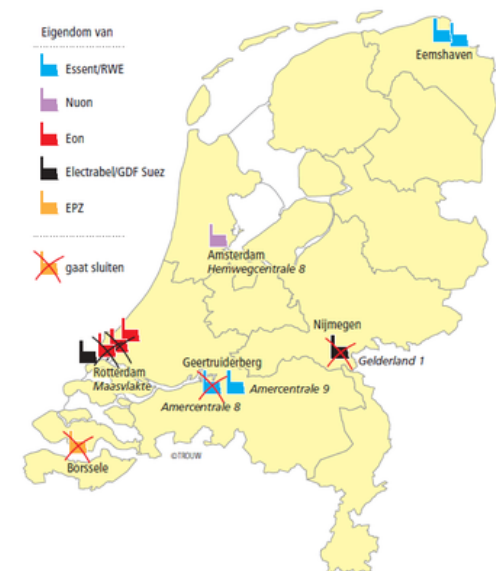 Eigendom van
Essent/RWE
Nuon
Eon
Electrabel/GDF Suez
EPZ
gaat sluiten
Eemshaven
Amsterdam
Hemwegcentrale 8
Nijmegen
Gelderland 1
Rotterdam
Maasvlakte
Geertruiderberg
Amercentrale 9
Amercentrale 8
©TROUW
Borssele